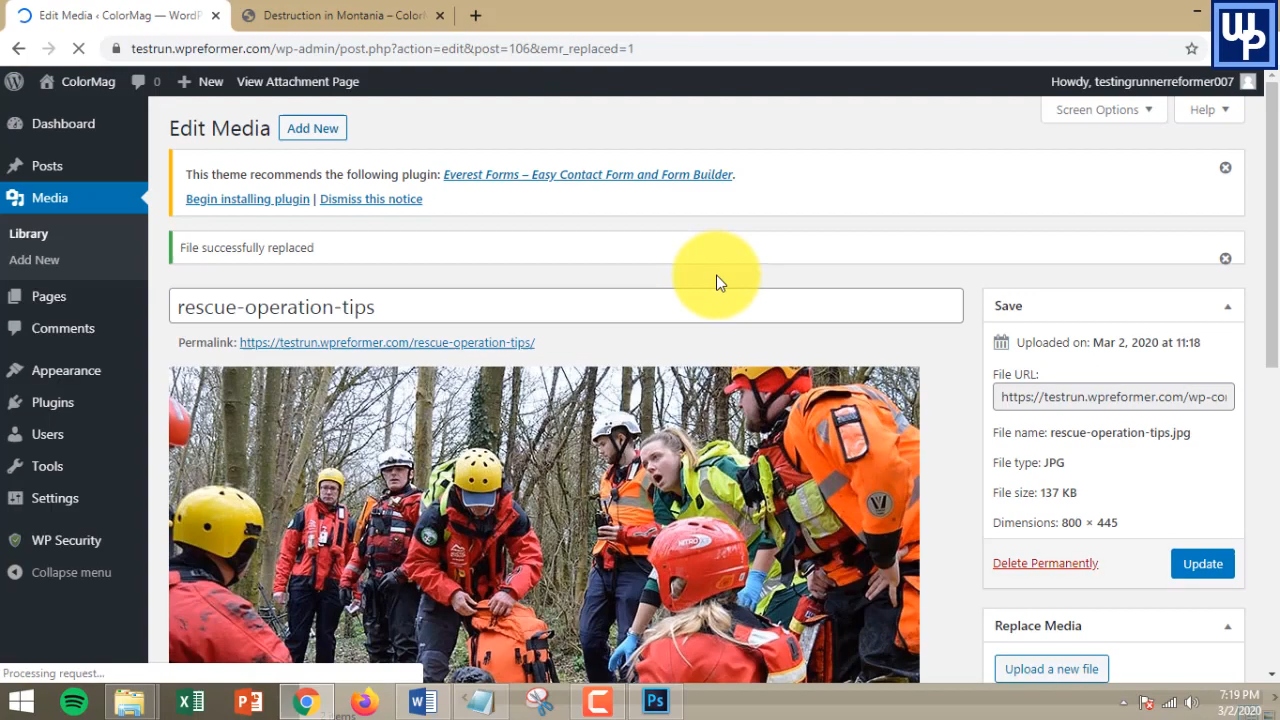 Edit Media ‹ ColorMag — WordP
Destruction in Montania – ColorM
testrun.wpreformer.com/wp-admin/post.php?action=edit&post=106&emr_replaced=1
WP
ColorMag
0
New
View Attachment Page
Howdy, testingrunnerreformer007
Dashboard
Posts
Media
Library
Add New
Pages
Comments
Appearance
Plugins
Users
Tools
Settings
WP Security
Collapse menu
Edit Media
Add New
Screen Options
Help
This theme recommends the following plugin: Everest Forms – Easy Contact Form and Form Builder.
Begin installing plugin | Dismiss this notice
File successfully replaced
rescue-operation-tips
Permalink: https://testrun.wpreformer.com/rescue-operation-tips/
Save
Uploaded on: Mar 2, 2020 at 11:18
File URL:
https://testrun.wpreformer.com/wp-co
File name: rescue-operation-tips.jpg
File type: JPG
File size: 137 KB
Dimensions: 800 × 445
Delete Permanently
Update
Replace Media
Upload a new file
Processing request...
7:19 PM
3/2/2020